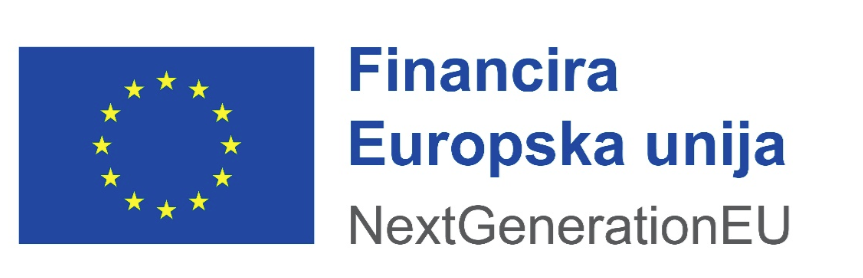 Financira
Europska unija
NextGenerationEU